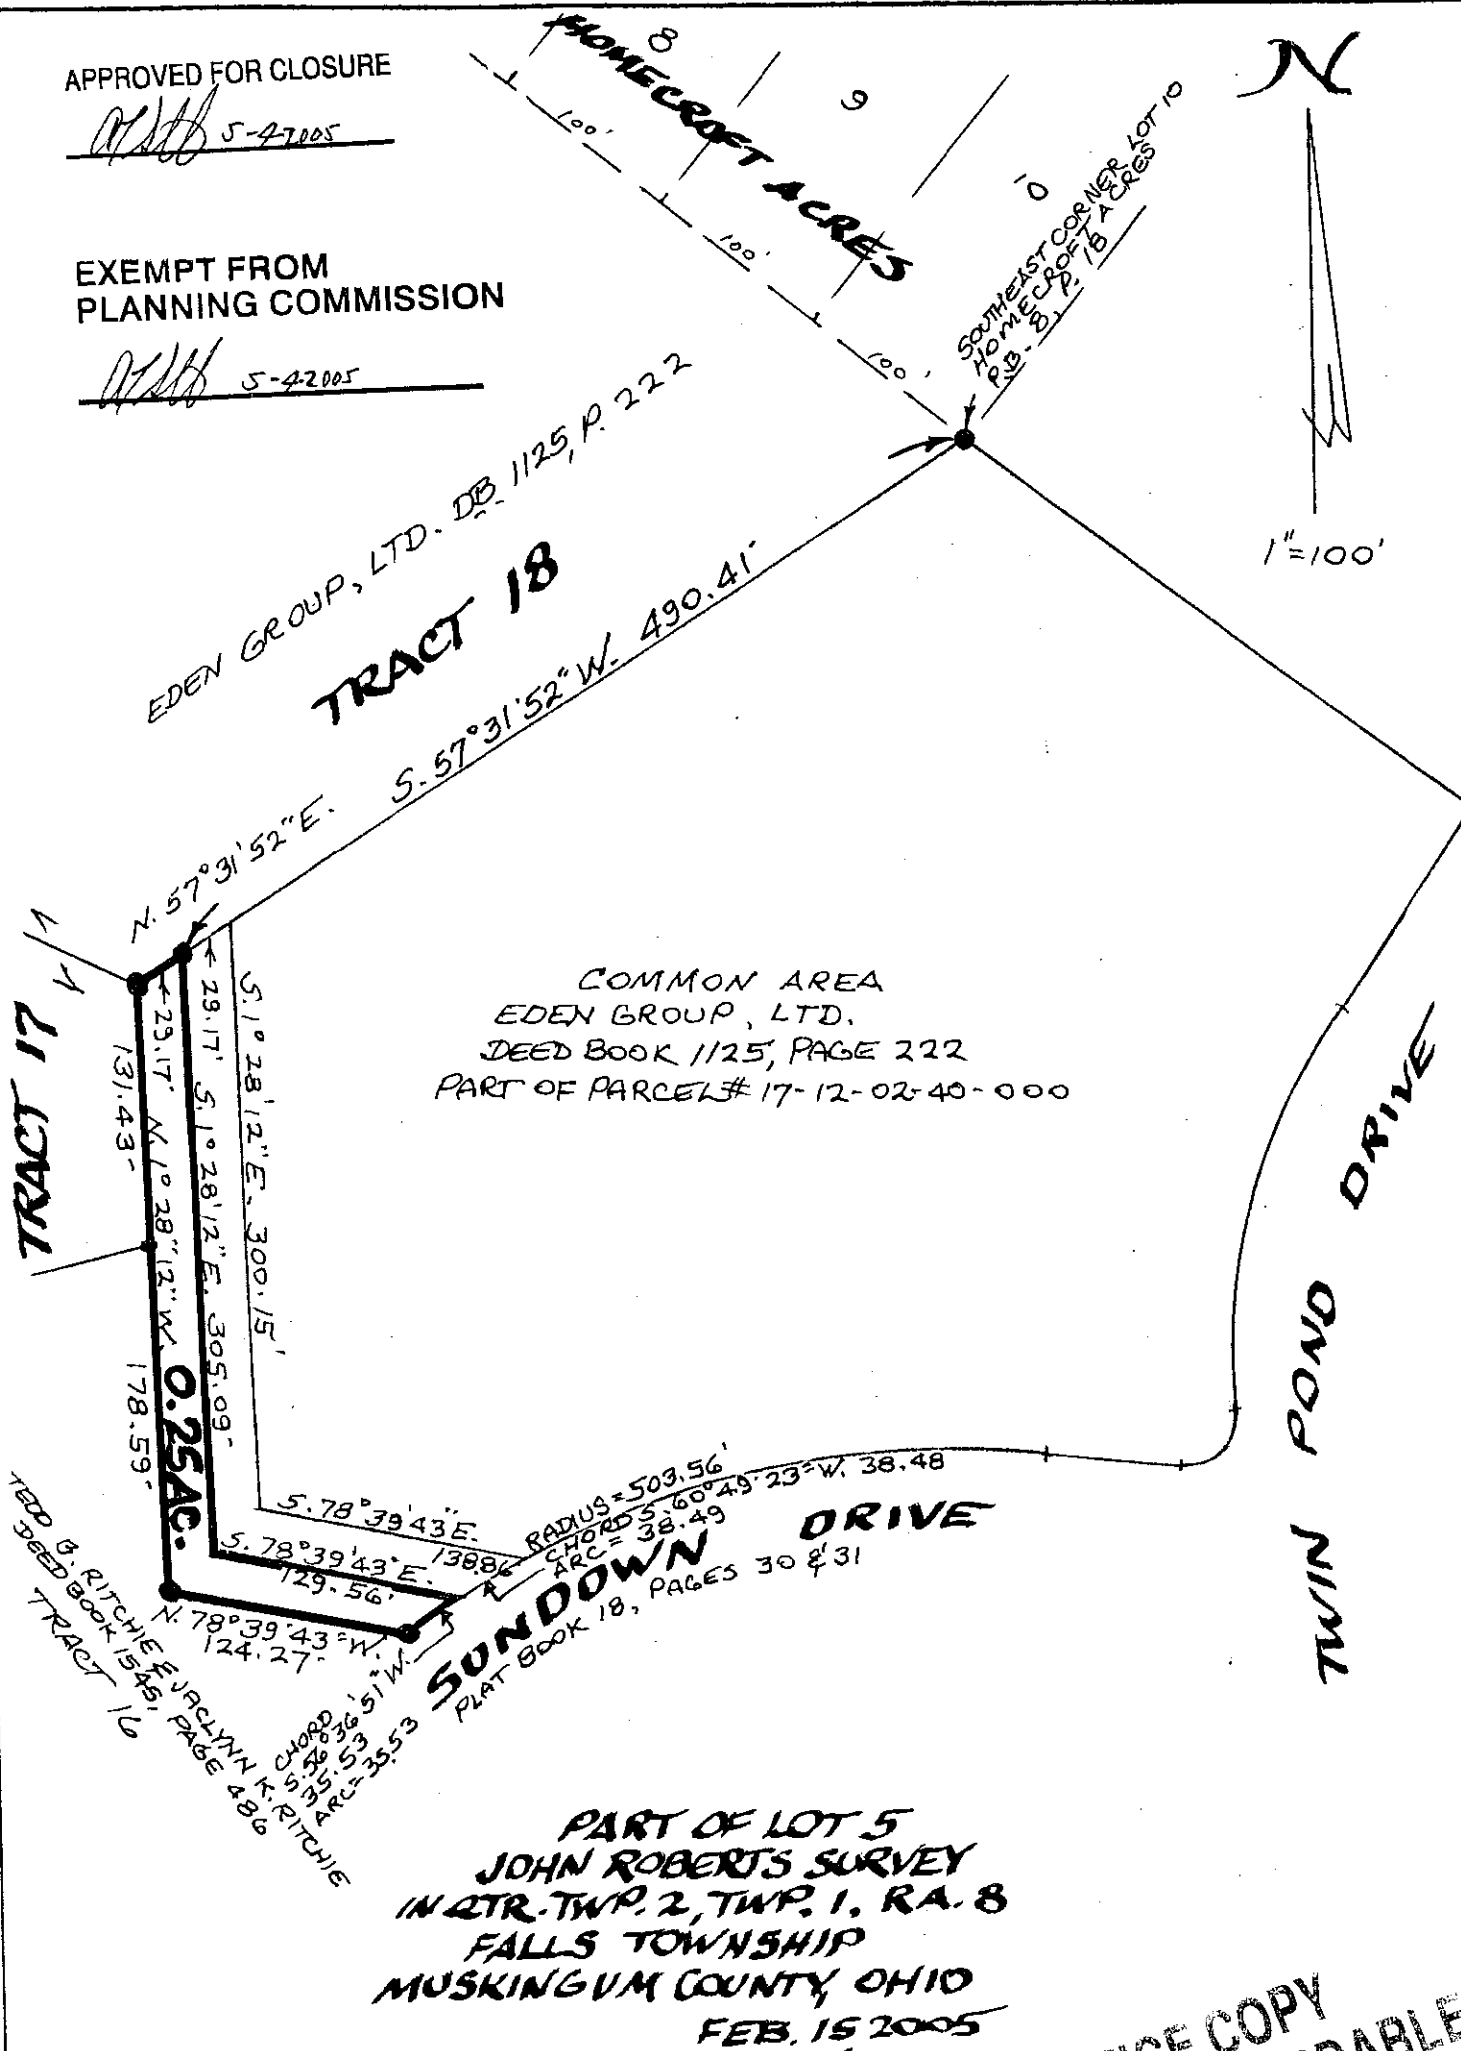 APPROVED FOR CLOSURE
5-4-2005
EXEMPT FROM
PLANNING COMMISSION
5-4-2005
HOMECROFT ACRES
8
9
10
100'
100'
100'
SOUTHEAST CORNER LOT 10
HOMECROFT ACRES
P.B. 8, P. 18
N
1"=100'
EDEN GROUP, LTD. DB. 1125, P. 222
TRACT 18
N. 57°31'52"E.
S. 57°31'52"W. 490.41'
COMMON AREA
EDEN GROUP, LTD.
DEED BOOK 1125, PAGE 222
PART OF PARCEL# 17-12-02-40-000
TRACT 17
131.43'
29.17'
29.17'
N. 1°28'12"W.
S. 1°28'12"E. 305.09'
S. 1°28'12"E. 300.15'
178.59'
0.25 AC.
S. 78°39'43"E.
138.86
S. 78°39'43"E.
129.56'
N. 78°39'43"W.
124.27'
RADIUS=503.56'
CHORD S. 60°49'23"W. 38.48
ARC= 38.49
SUNDOWN DRIVE
PLAT BOOK 18, PAGES 30 & 31
CHORD
S. 56°36'51"W.
35.53
ARC=35.53
TWIN POND DRIVE
TODD B. RITCHIE & JACLYNN K. RITCHIE
DEED BOOK 1545, PAGE 486
TRACT 16
PART OF LOT 5
JOHN ROBERTS SURVEY
IN QTR. TWP. 2, TWP. 1, RA. 8
FALLS TOWNSHIP
MUSKINGUM COUNTY, OHIO
FEB. 15 2005
COPY